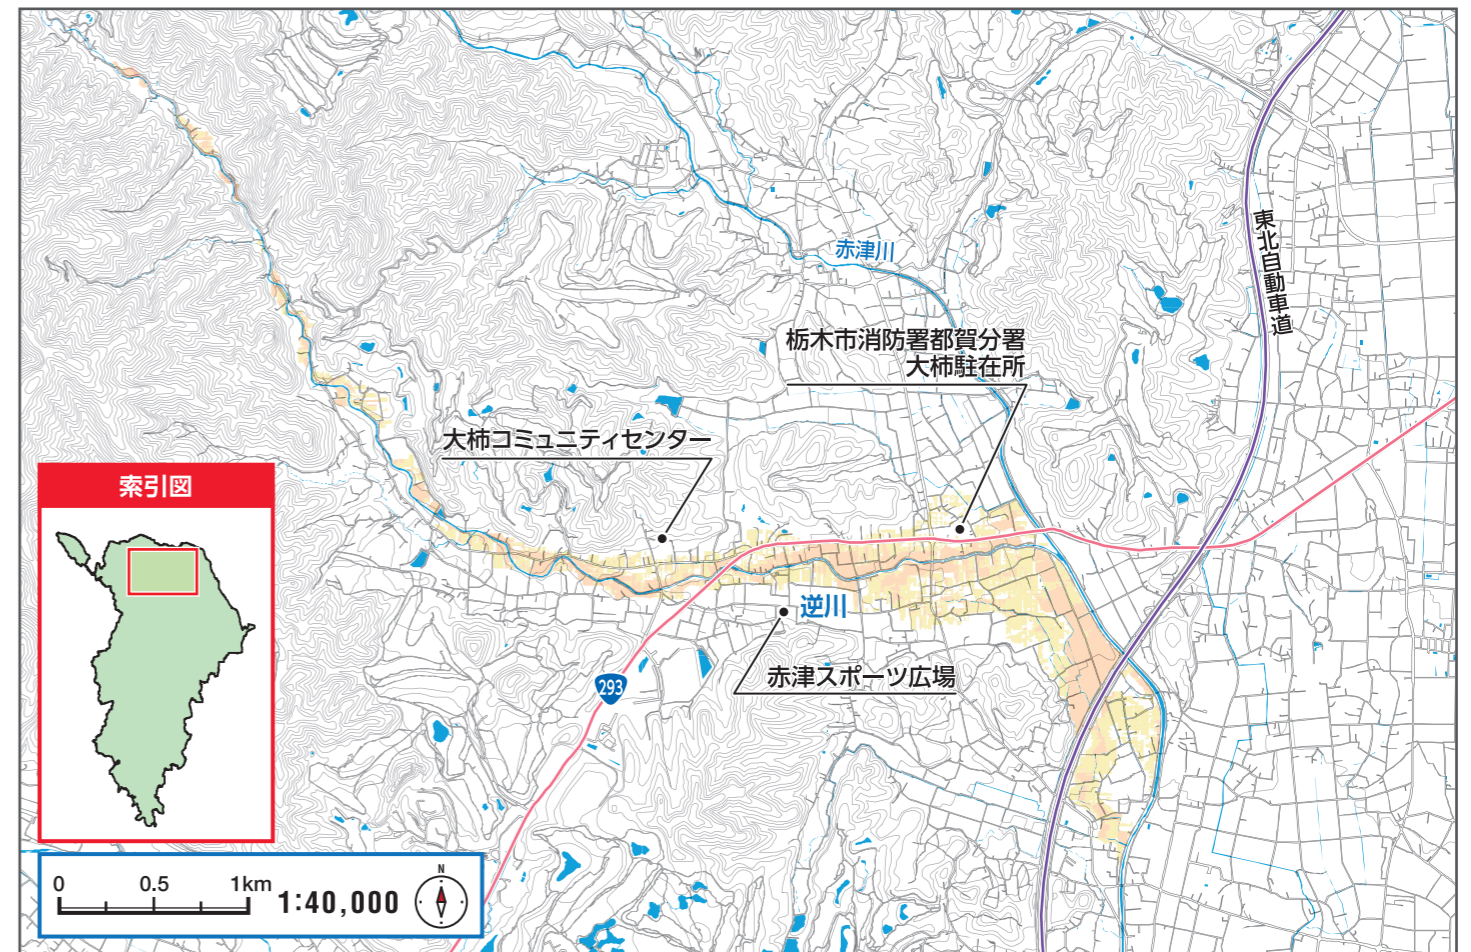 赤津川
東北自動車道
栃木市消防署都賀分署
大柿駐在所
大柿コミュニティセンター
索引図
逆川
赤津スポーツ広場
293
0 0.5 1km
1:40,000
N